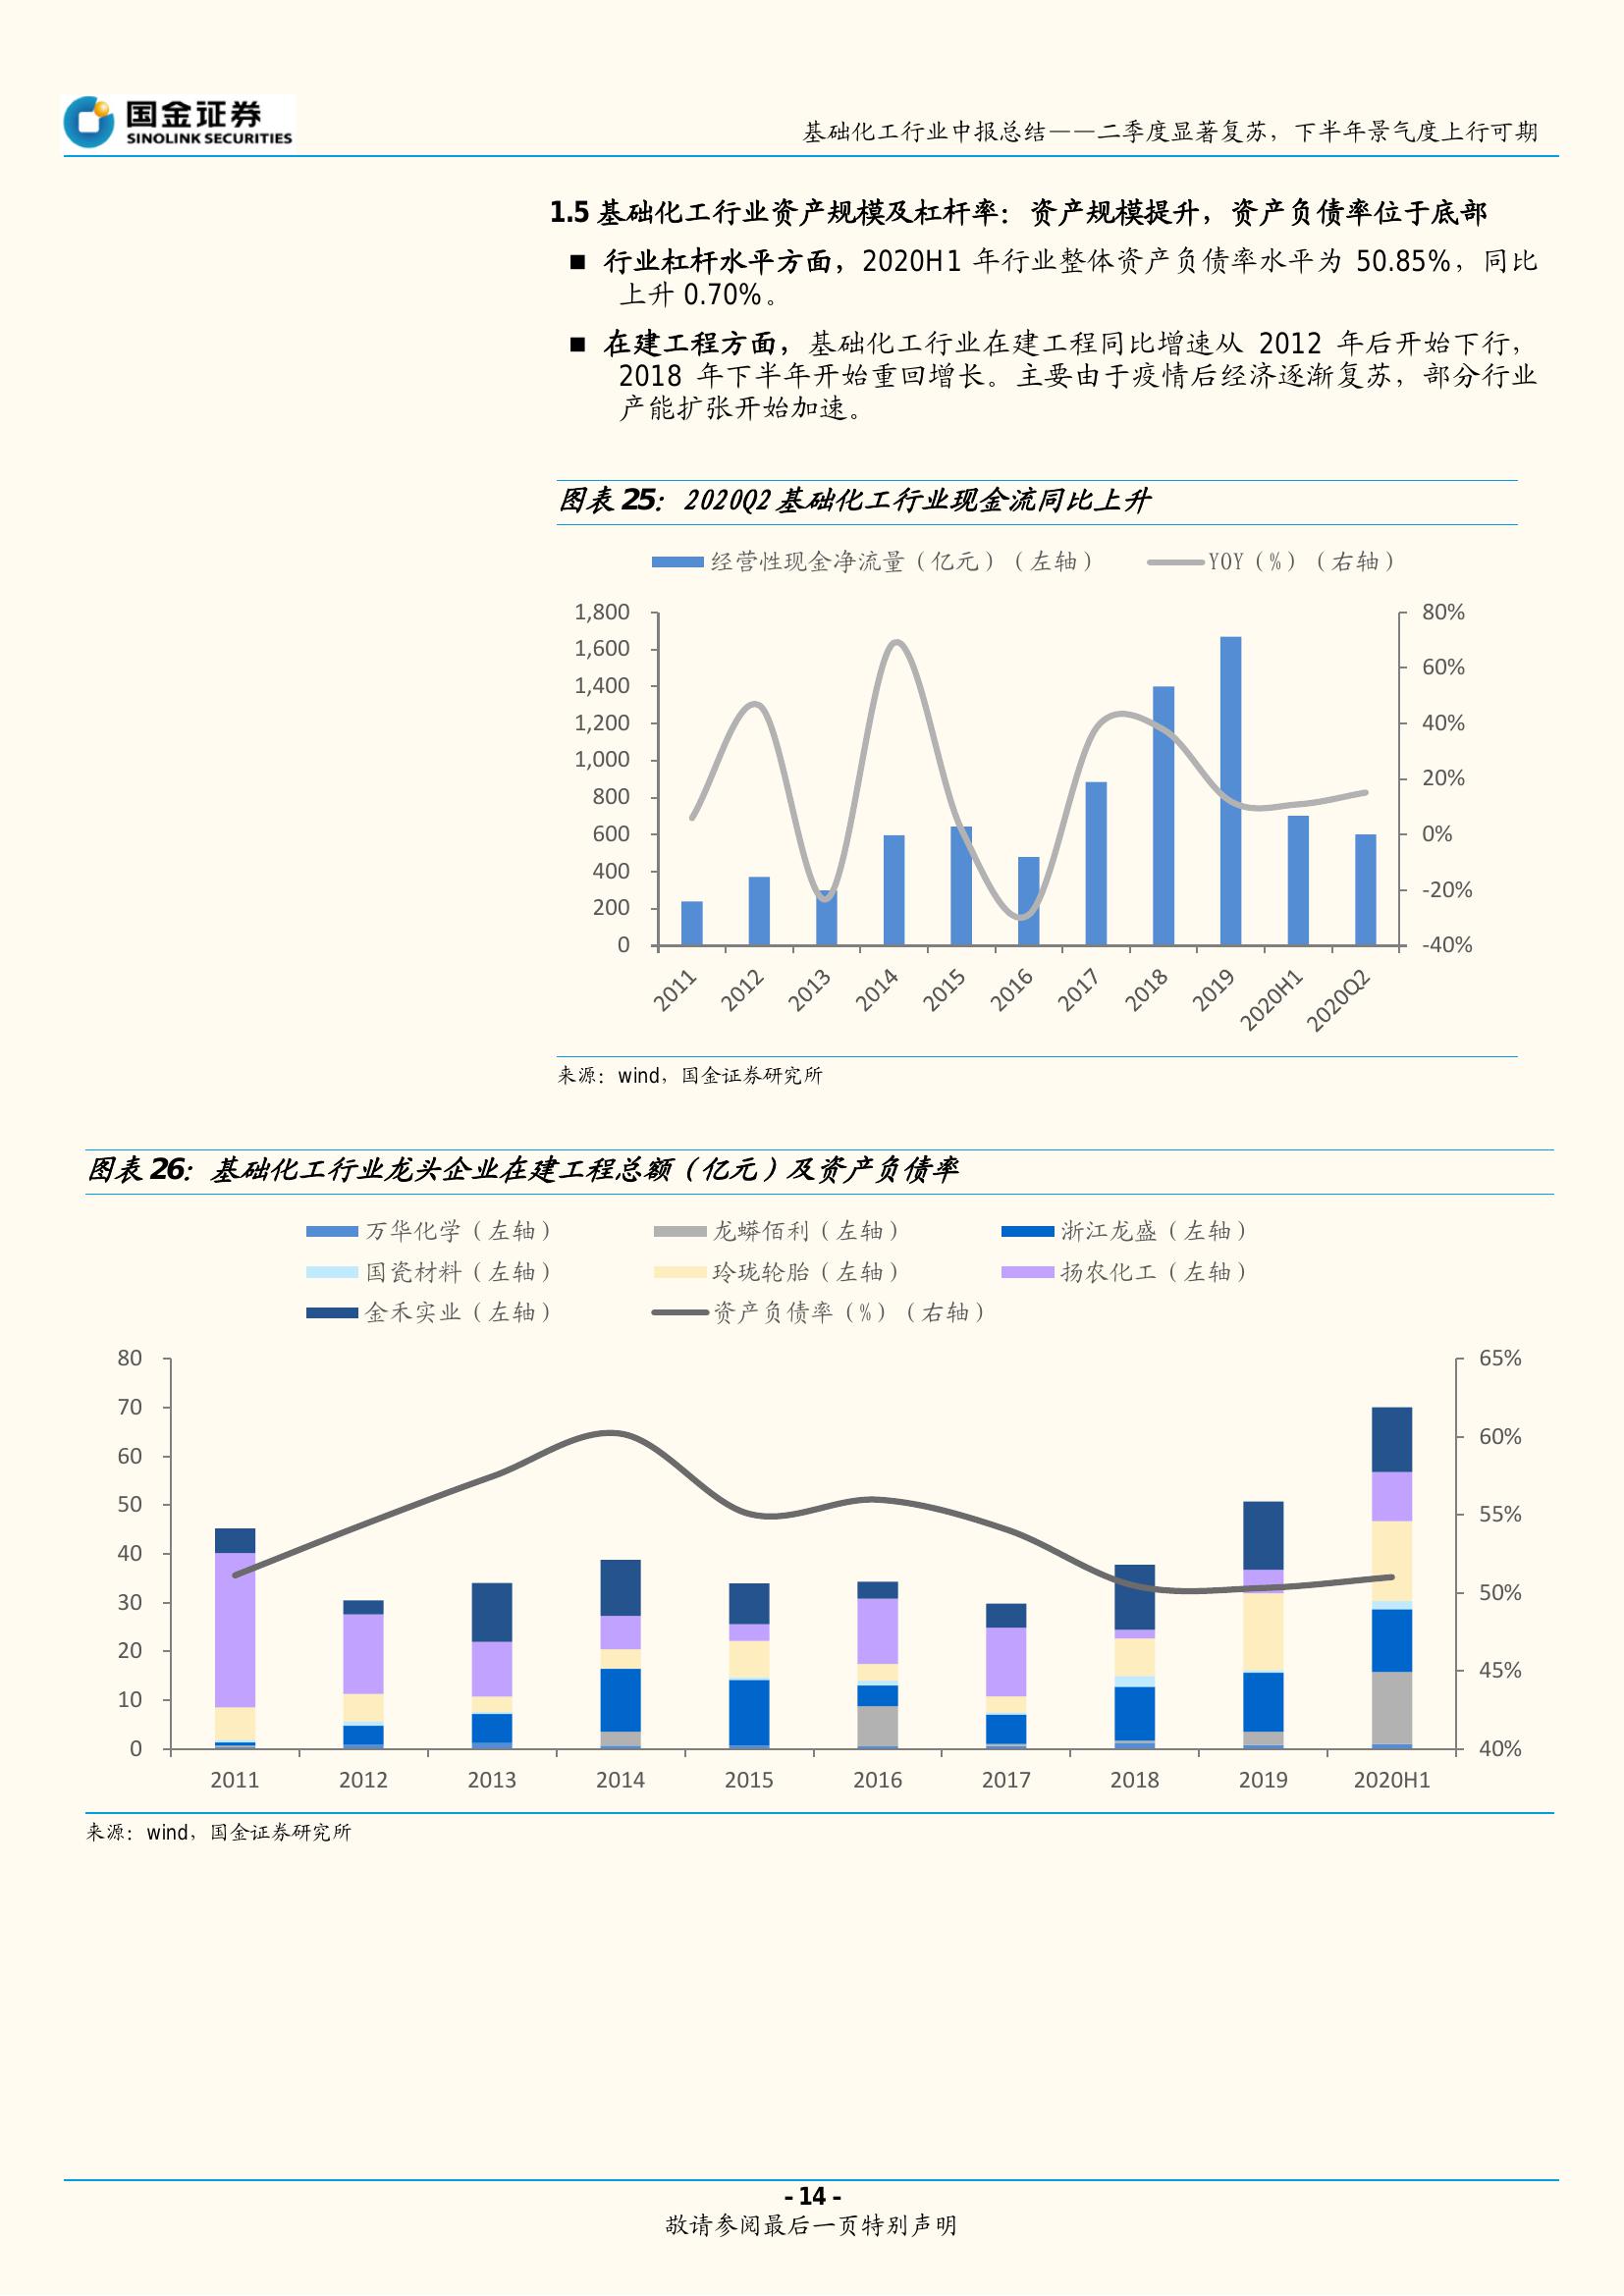 国金证券
SINOLINK SECURITIES
基础化工行业中报总结——二季度显著复苏，下半年景气度上行可期
1.5 基础化工行业资产规模及杠杆率：资产规模提升，资产负债率位于底部
■ 行业杠杆水平方面，2020H1 年行业整体资产负债率水平为 50.85%，同比
上升 0.70%。
■ 在建工程方面，基础化工行业在建工程同比增速从 2012 年后开始下行，
2018 年下半年开始重回增长。主要由于疫情后经济逐渐复苏，部分行业
产能扩张开始加速。
图表 25：2020Q2 基础化工行业现金流同比上升
经营性现金净流量（亿元）（左轴） YOY（%）（右轴）
1,800 80%
1,600
60%
1,400
1,200 40%
1,000
20%
800
600 0%
400
-20%
200
0 -40%
2011 2012 2013 2014 2015 2016 2017 2018 2019 2020H1 2020Q2
来源：wind，国金证券研究所
图表 26：基础化工行业龙头企业在建工程总额（亿元）及资产负债率
万华化学（左轴） 龙蟒佰利（左轴） 浙江龙盛（左轴）
国瓷材料（左轴） 玲珑轮胎（左轴） 扬农化工（左轴）
金禾实业（左轴） 资产负债率（%）（右轴）
80 65%
70
60%
60
50 55%
40
50%
30
20
45%
10
0 40%
2011 2012 2013 2014 2015 2016 2017 2018 2019 2020H1
来源：wind，国金证券研究所
- 14 -
敬请参阅最后一页特别声明